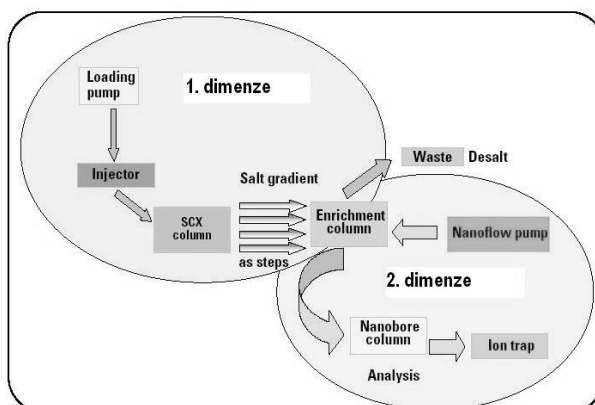 1. dimenze
Loading
pump
Injector
SCX
column
Salt gradient
as steps
Enrichment
column
Waste
Desalt
Nanoflow pump
2. dimenze
Nanobore
column
Ion trap
Analysis